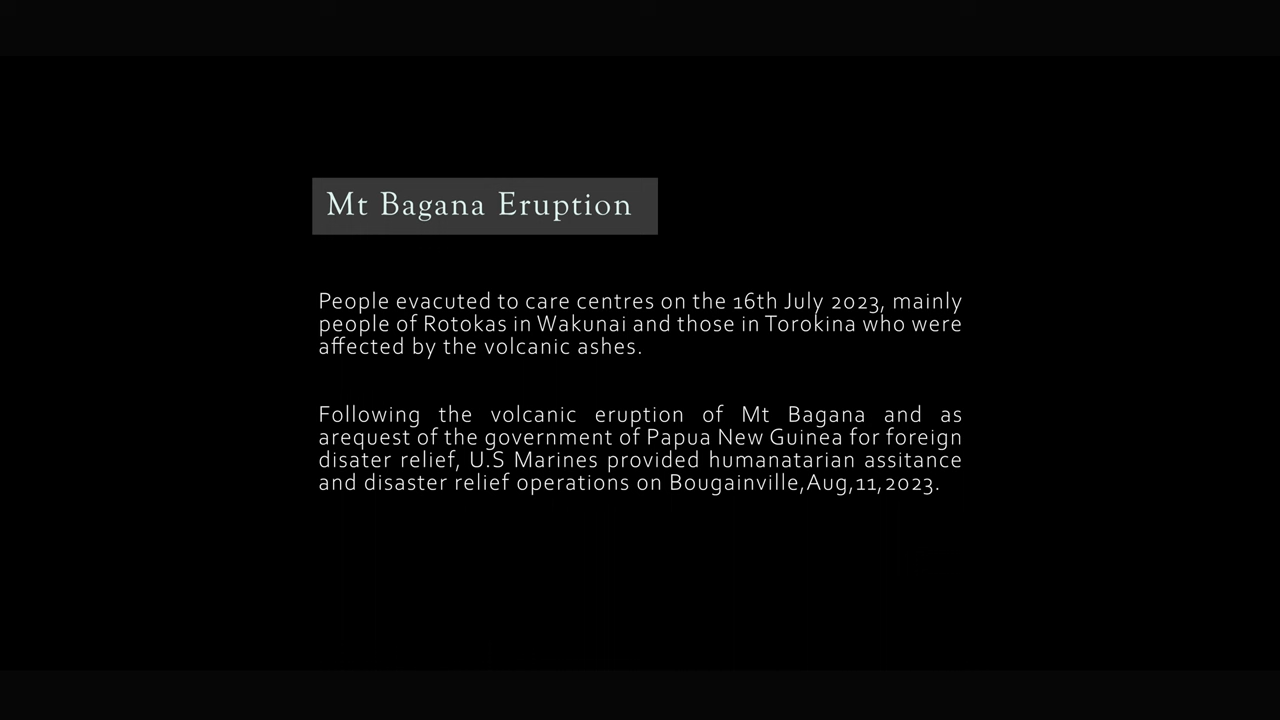 Mt Bagana Eruption
People evacuted to care centres on the 16th July 2023, mainly
people of Rotokas in Wakunai and those in Torokina who were
affected by the volcanic ashes.
Following the volcanic eruption of Mt Bagana and as
arequest of the government of Papua New Guinea for foreign
disater relief, U.S Marines provided humanatarian assitance
and disaster relief operations on Bougainville,Aug,11,2023.